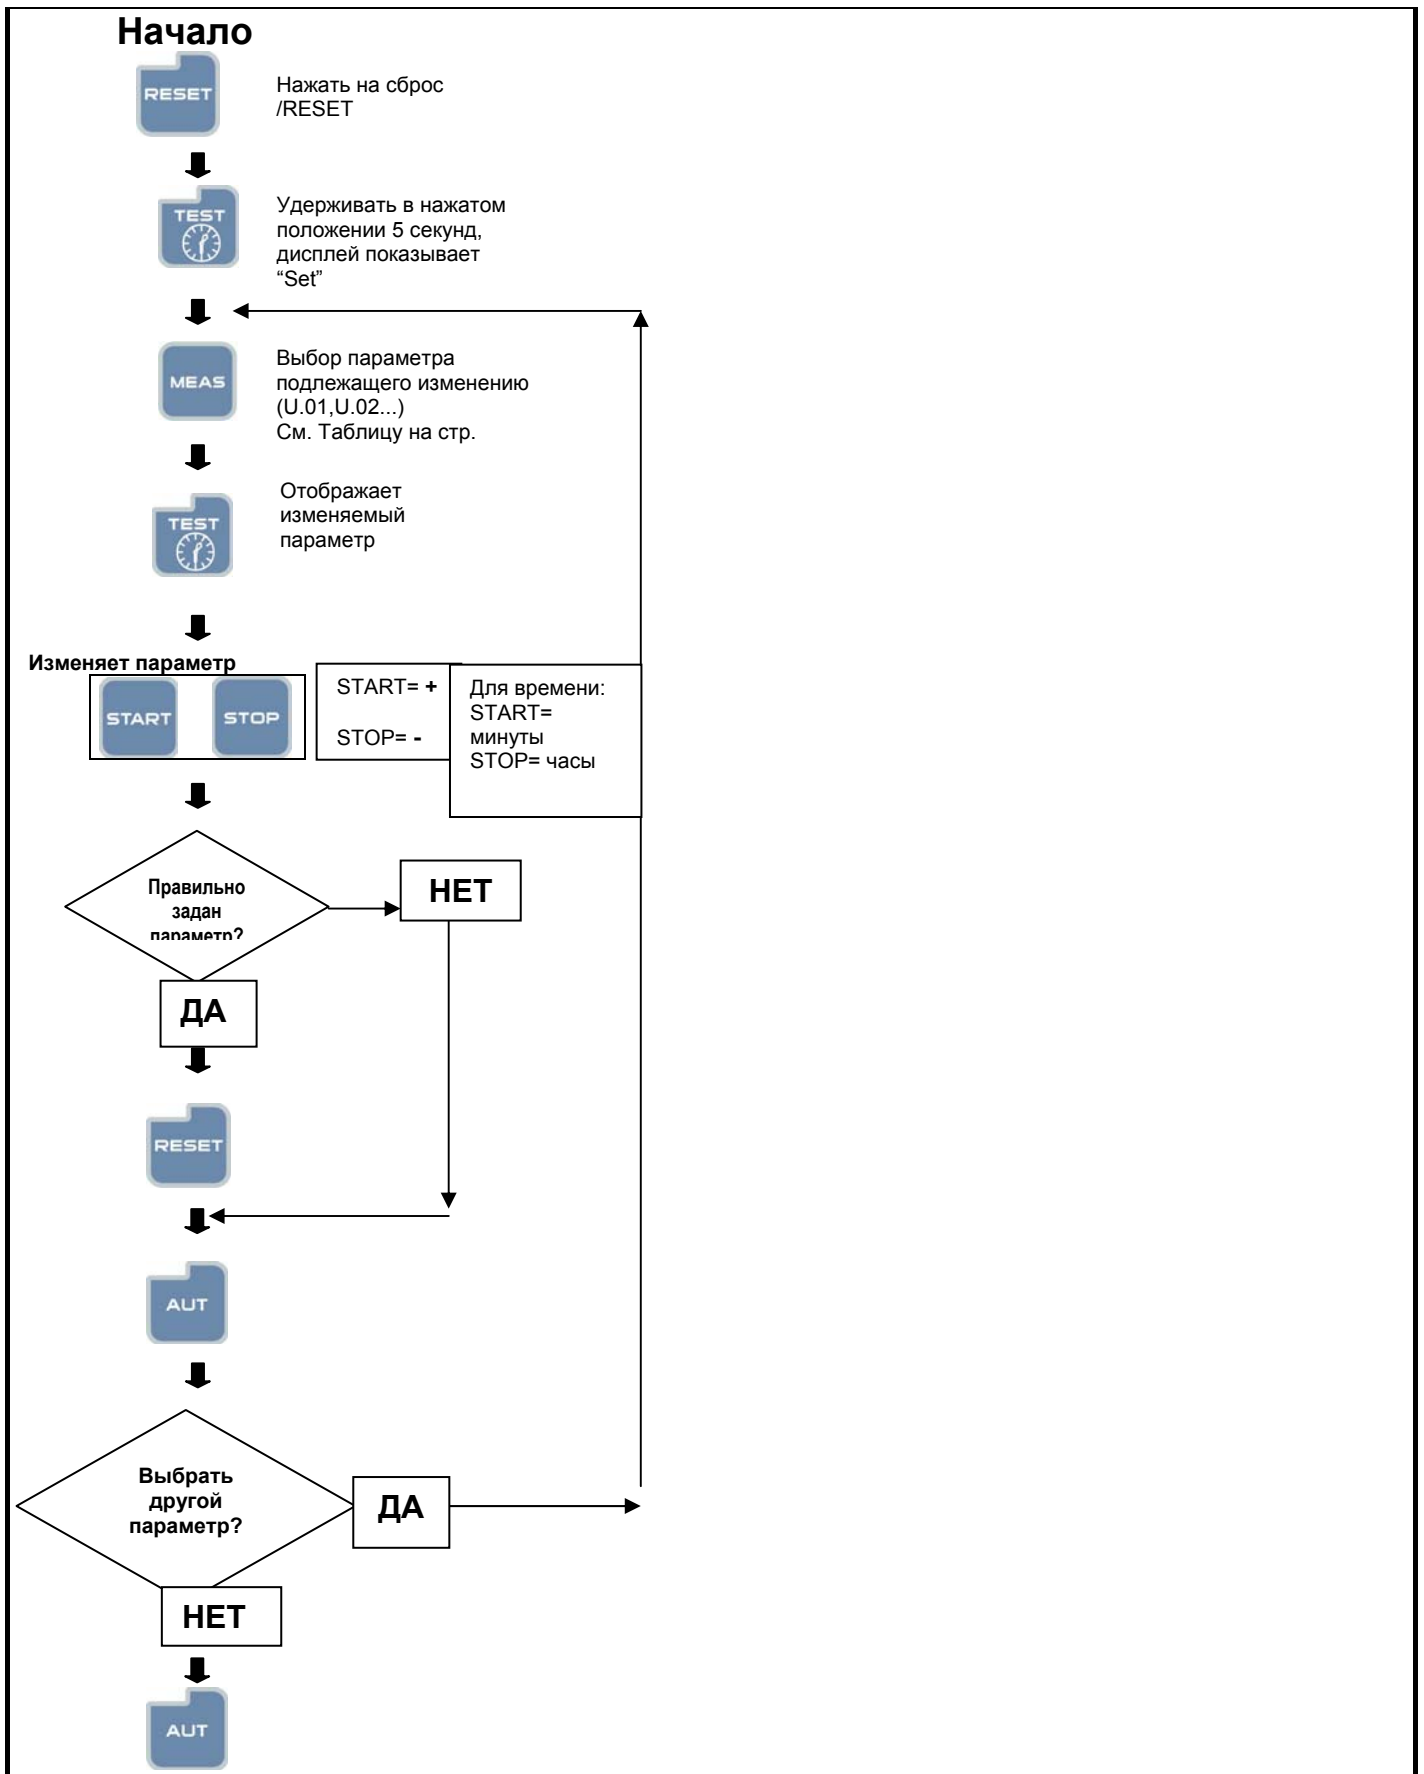 Начало
RESET
Нажать на сброс
/RESET
TEST
Удерживать в нажатом
положении 5 секунд,
дисплей показывает
“Set”
MEAS
Выбор параметра
подлежащего изменению
(U.01,U.02...)
См. Таблицу на стр.
TEST
Отображает
изменяемый
параметр
Изменяет параметр
START
STOP
START= +
STOP= -
Для времени:
START=
минуты
STOP= часы
Правильно
задан
параметр?
НЕТ
ДА
RESET
AUT
Выбрать
другой
параметр?
ДА
НЕТ
AUT